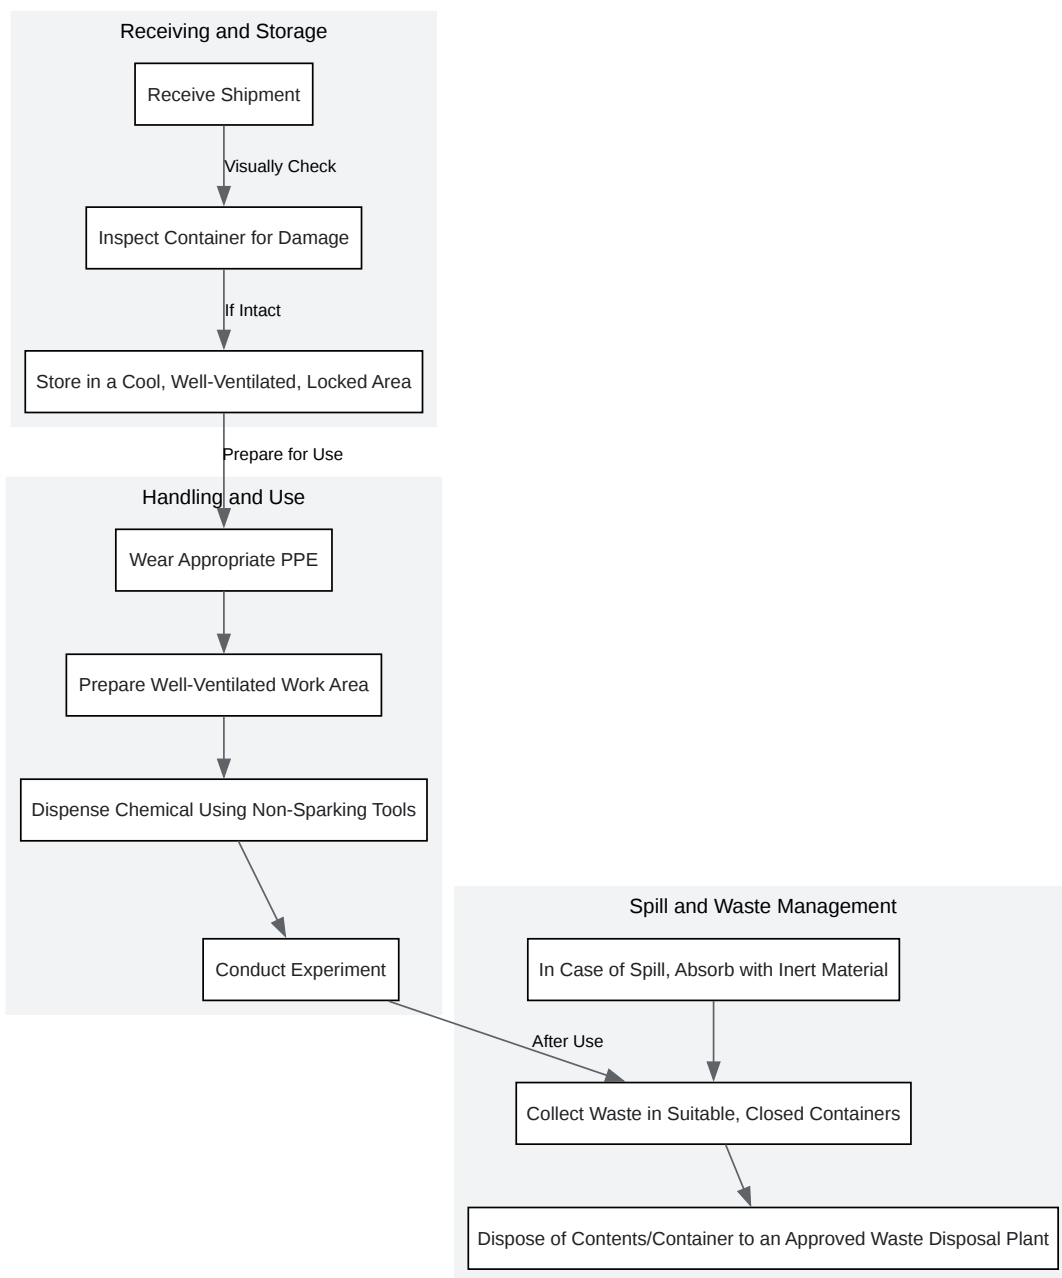 Receiving and Storage
Receive Shipment
Visually Check
Inspect Container for Damage
If Intact
Store in a Cool, Well-Ventilated, Locked Area
Prepare for Use
Handling and Use
Wear Appropriate PPE
Prepare Well-Ventilated Work Area
Dispense Chemical Using Non-Sparking Tools
Conduct Experiment
Spill and Waste Management
In Case of Spill, Absorb with Inert Material
After Use
Collect Waste in Suitable, Closed Containers
Dispose of Contents/Container to an Approved Waste Disposal Plant